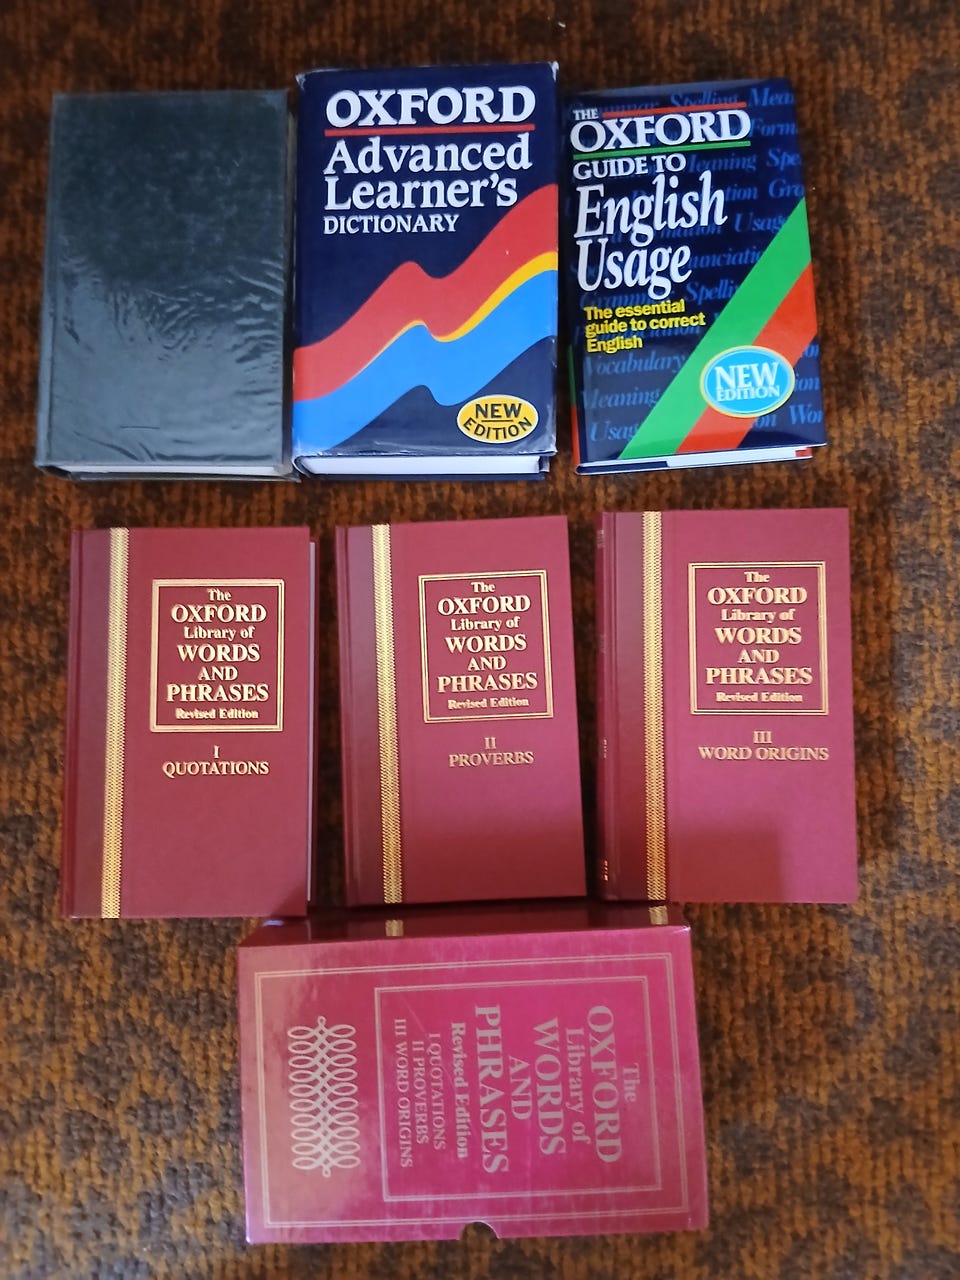 OXFORD
Advanced
Learner's
DICTIONARY
NEW
EDITION
THE
OXFORD
GUIDE TO
English
Usage
The essential
guide to correct
English
NEW
EDITION
Spelling
Vocabulary
Meaning
The
OXFORD
Library of
WORDS
AND
PHRASES
Revised Edition
I
QUOTATIONS
The
OXFORD
Library of
WORDS
AND
PHRASES
Revised Edition
II
PROVERBS
The
OXFORD
Library of
WORDS
AND
PHRASES
Revised Edition
III
WORD ORIGINS
The
OXFORD
Library of
WORDS
AND
PHRASES
Revised Edition
I QUOTATIONS
II PROVERBS
III WORD ORIGINS